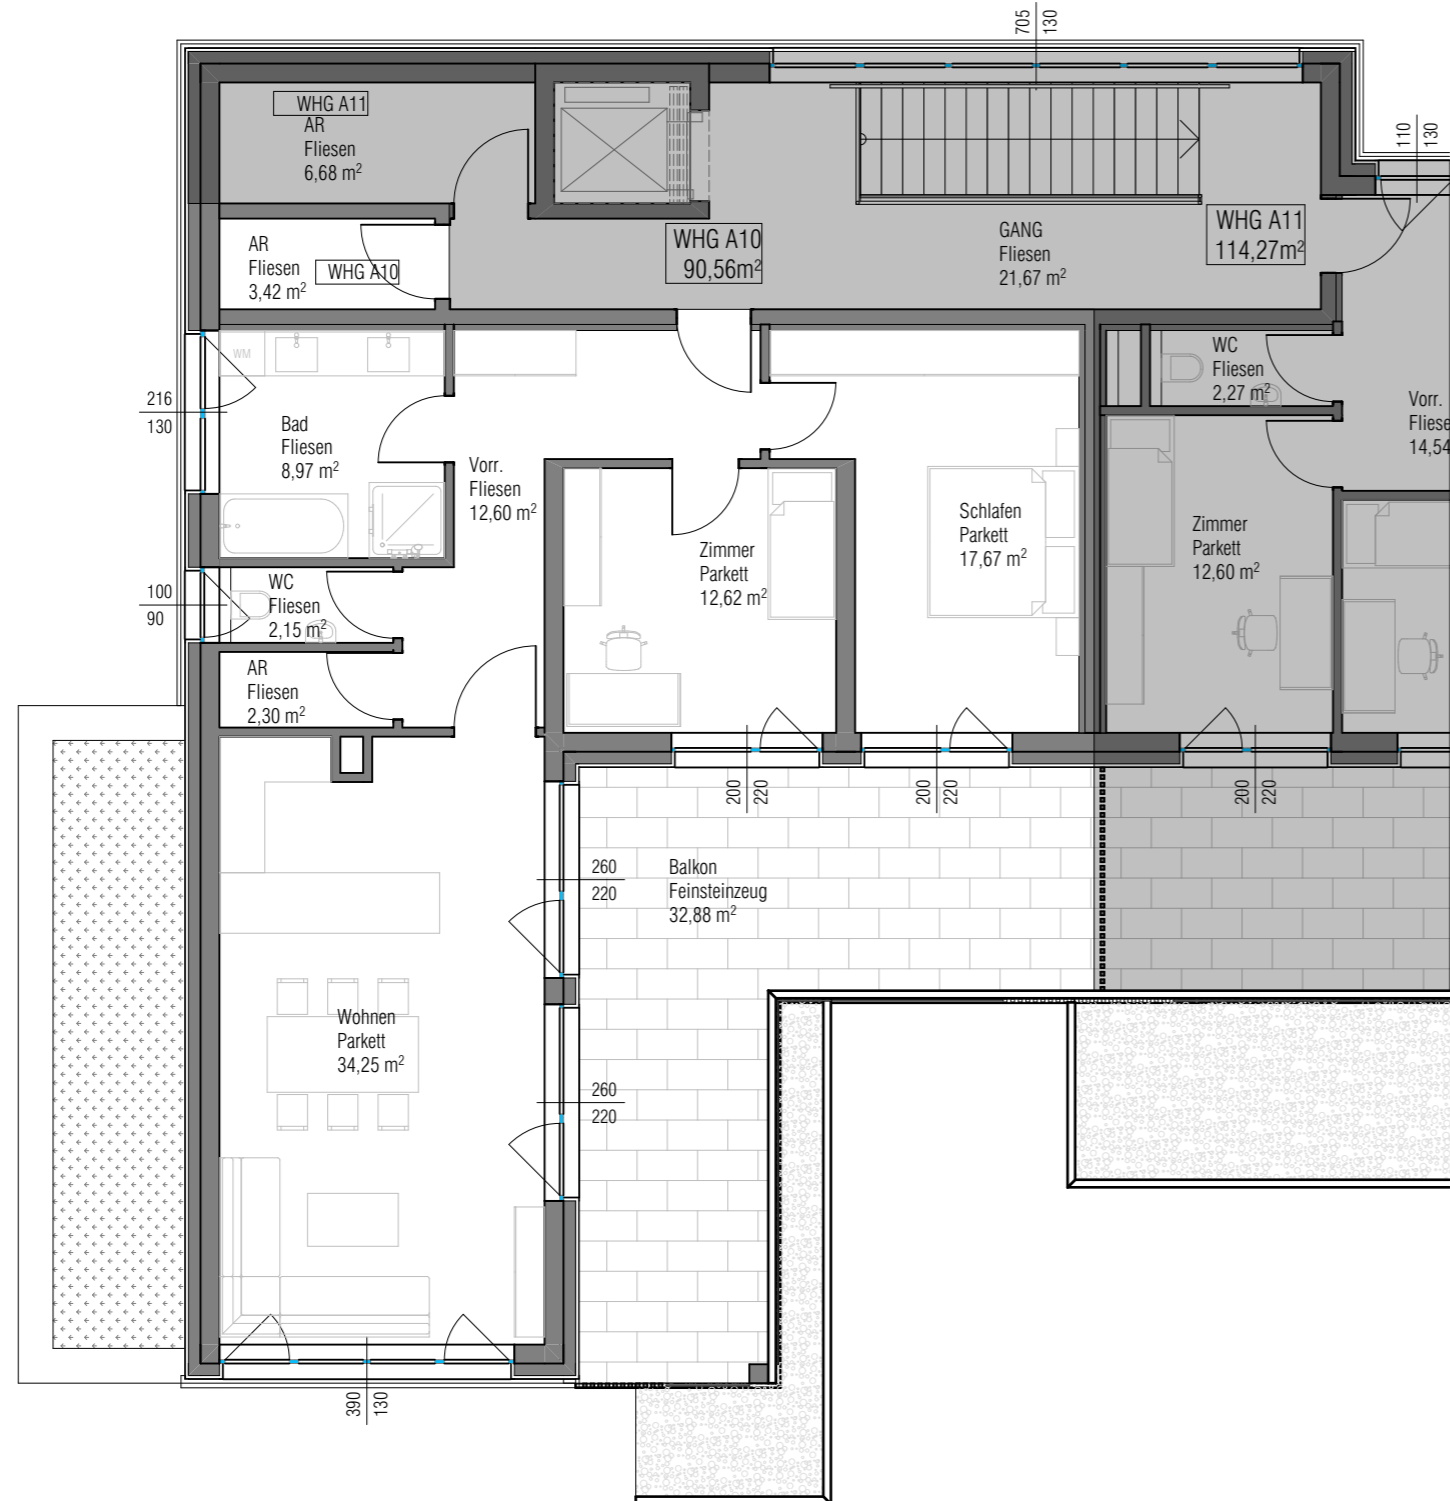 705
130
110
130
WHG A11
AR
Fliesen
6,68 m²
AR
Fliesen
3,42 m²
WHG A10
WHG A10
90,56m²
GANG
Fliesen
21,67 m²
WHG A11
114,27m²
WM
Bad
Fliesen
8,97 m²
216
130
Vorr.
Fliesen
12,60 m²
WC
Fliesen
2,27 m²
Vorr.
Fliese
14,54
Schlafen
Parkett
17,67 m²
Zimmer
Parkett
12,60 m²
Zimmer
Parkett
12,62 m²
100
90
WC
Fliesen
2,15 m²
AR
Fliesen
2,30 m²
200
220
200
220
200
220
260
220
Balkon
Feinsteinzeug
32,88 m²
Wohnen
Parkett
34,25 m²
260
220
390
130